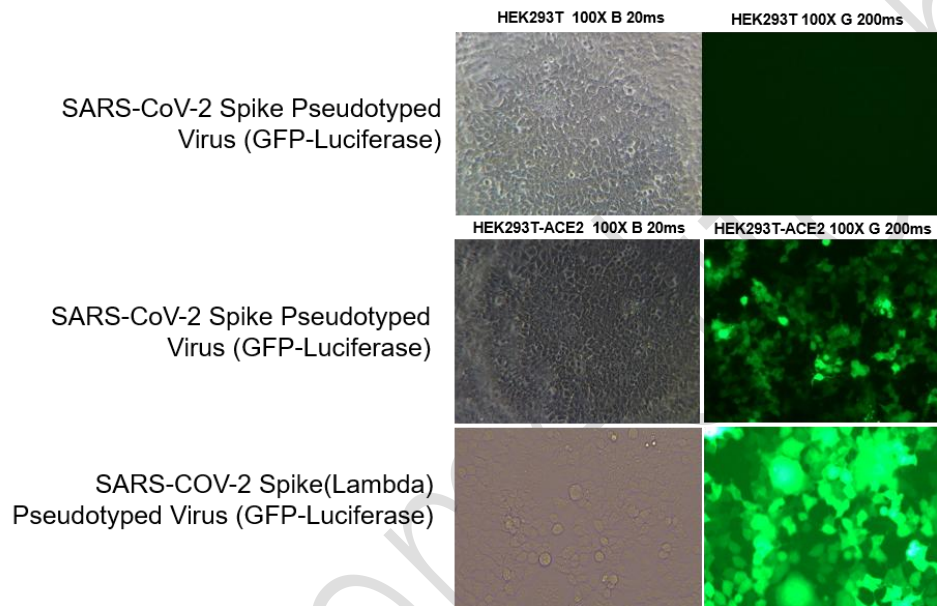 HEK293T 100X B 20ms
HEK293T 100X G 200ms
SARS-CoV-2 Spike Pseudotyped
Virus (GFP-Luciferase)
HEK293T-ACE2 100X B 20ms
HEK293T-ACE2 100X G 200ms
SARS-CoV-2 Spike Pseudotyped
Virus (GFP-Luciferase)
SARS-COV-2 Spike(Lambda)
Pseudotyped Virus (GFP-Luciferase)